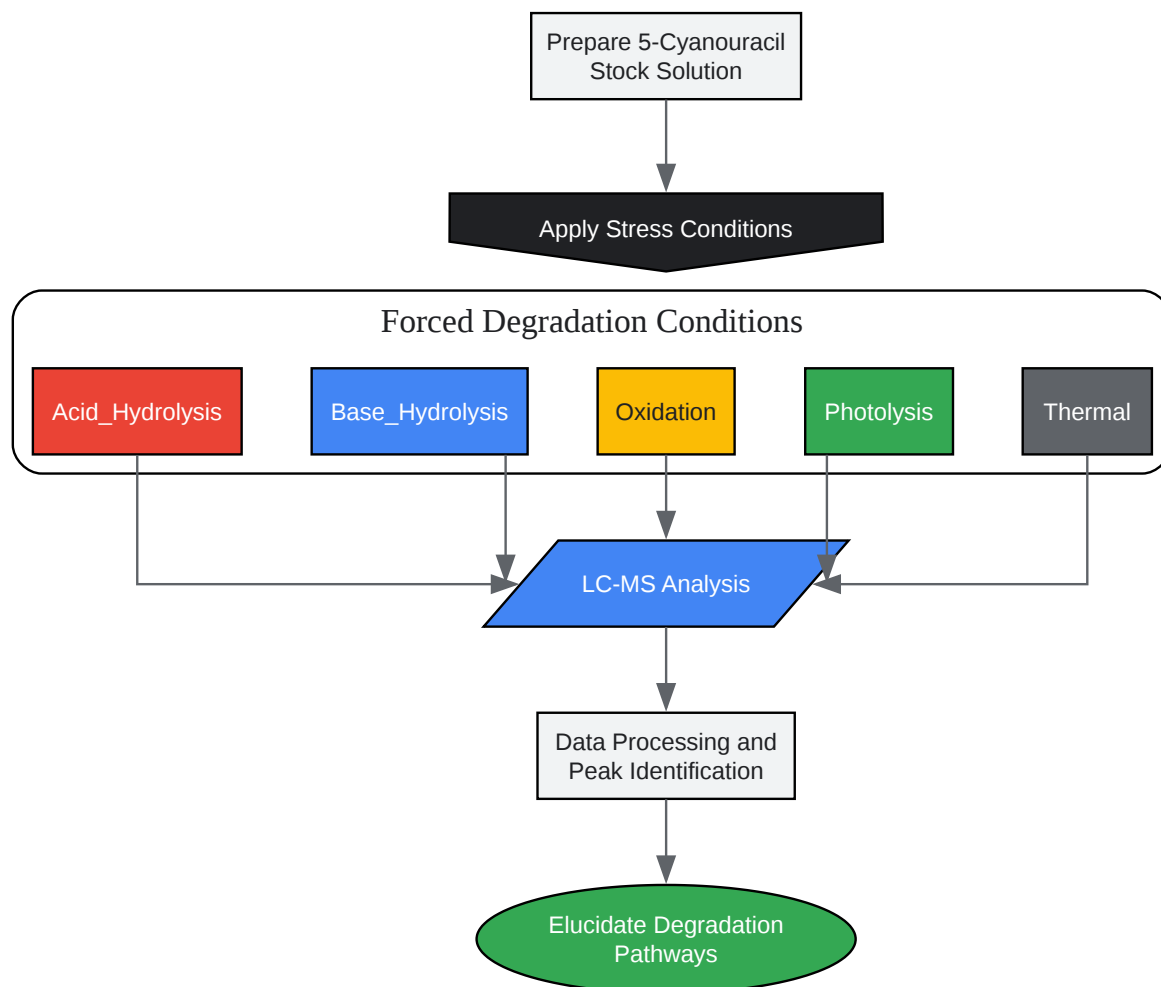 Prepare 5-Cyanouracil
Stock Solution
Apply Stress Conditions
Forced Degradation Conditions
Acid_Hydrolysis
Base_Hydrolysis
Oxidation
Photolysis
Thermal
LC-MS Analysis
Data Processing and
Peak Identification
Elucidate Degradation
Pathways